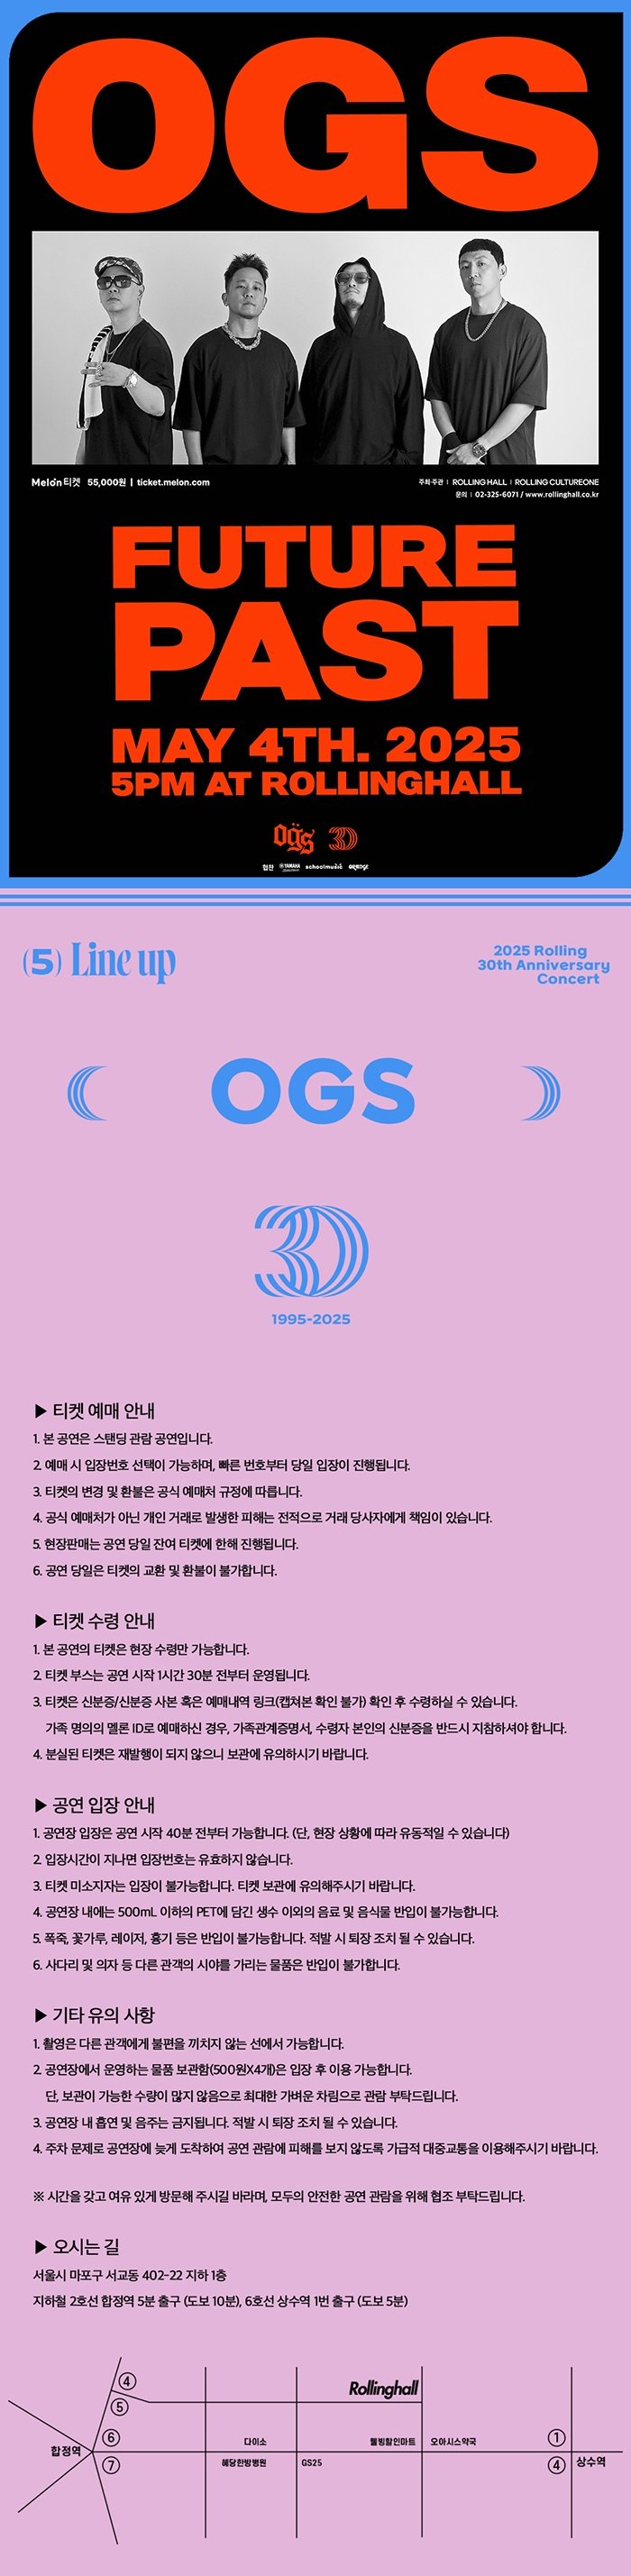 OGS
Melon티켓 55,000원 | ticket.melon.com
주최·주관 | ROLLING HALL | ROLLING CULTUREONE
문의 | 02-325-6071 / www.rollinghall.co.kr
FUTURE
PAST
MAY 4TH. 2025
5PM AT ROLLINGHALL
ögs 30
협찬 YAMAHA schoolmusic
(5) Line up
2025 Rolling
30th Anniversary
Concert
OGS
30
1995-2025
▶ 티켓 예매 안내
1. 본 공연은 스탠딩 관람 공연입니다.
2. 예매 시 입장번호 선택이 가능하며, 빠른 번호부터 당일 입장이 진행됩니다.
3. 티켓의 변경 및 환불은 공식 예매처 규정에 따릅니다.
4. 공식 예매처가 아닌 개인 거래로 발생한 피해는 전적으로 거래 당사자에게 책임이 있습니다.
5. 현장판매는 공연 당일 잔여 티켓에 한해 진행됩니다.
6. 공연 당일은 티켓의 교환 및 환불이 불가합니다.
▶ 티켓 수령 안내
1. 본 공연의 티켓은 현장 수령만 가능합니다.
2. 티켓 부스는 공연 시작 1시간 30분 전부터 운영됩니다.
3. 티켓은 신분증/신분증 사본 혹은 예매내역 링크(캡쳐본 확인 불가) 확인 후 수령하실 수 있습니다.
가족 명의의 멜론 ID로 예매하신 경우, 가족관계증명서, 수령자 본인의 신분증을 반드시 지참하셔야 합니다.
4. 분실된 티켓은 재발행이 되지 않으니 보관에 유의하시기 바랍니다.
▶ 공연 입장 안내
1. 공연장 입장은 공연 시작 40분 전부터 가능합니다. (단, 현장 상황에 따라 유동적일 수 있습니다)
2. 입장시간이 지나면 입장번호는 유효하지 않습니다.
3. 티켓 미소지자는 입장이 불가능합니다. 티켓 보관에 유의해주시기 바랍니다.
4. 공연장 내에는 500mL 이하의 PET에 담긴 생수 이외의 음료 및 음식물 반입이 불가능합니다.
5. 폭죽, 꽃가루, 레이저, 흉기 등은 반입이 불가능합니다. 적발 시 퇴장 조치 될 수 있습니다.
6. 사다리 및 의자 등 다른 관객의 시야를 가리는 물품은 반입이 불가합니다.
▶ 기타 유의 사항
1. 촬영은 다른 관객에게 불편을 끼치지 않는 선에서 가능합니다.
2. 공연장에서 운영하는 물품 보관함(500원X4개)은 입장 후 이용 가능합니다.
단, 보관이 가능한 수량이 많지 않음으로 최대한 가벼운 차림으로 관람 부탁드립니다.
3. 공연장 내 흡연 및 음주는 금지됩니다. 적발 시 퇴장 조치 될 수 있습니다.
4. 주차 문제로 공연장에 늦게 도착하여 공연 관람에 피해를 보지 않도록 가급적 대중교통을 이용해주시기 바랍니다.
※ 시간을 갖고 여유 있게 방문해 주시길 바라며, 모두의 안전한 공연 관람을 위해 협조 부탁드립니다.
▶ 오시는 길
서울시 마포구 서교동 402-22 지하 1층
지하철 2호선 합정역 5분 출구 (도보 10분), 6호선 상수역 1번 출구 (도보 5분)
④
⑤
Rollinghall
⑥
다이소
웰빙할인마트
오아시스약국
①
합정역
⑦
혜당한방병원
GS25
④
상수역